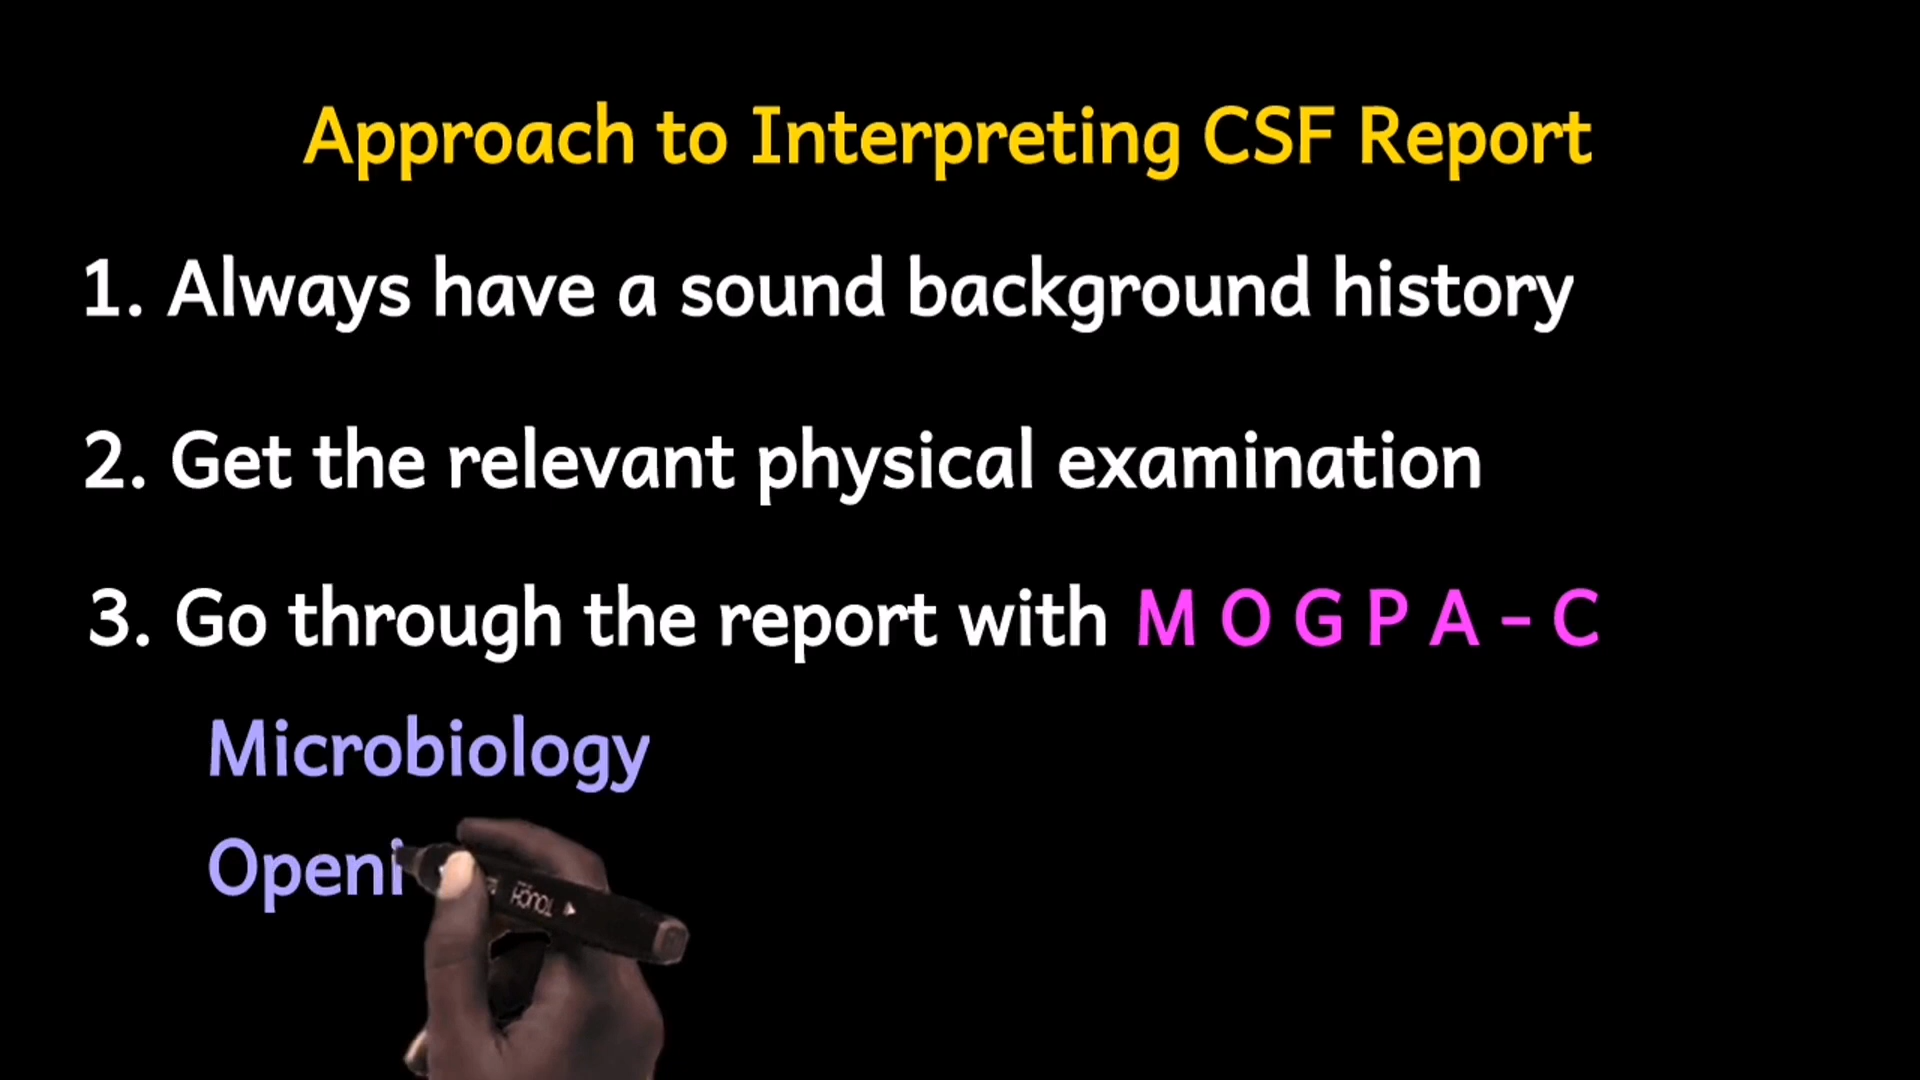 Approach to Interpreting CSF Report
1. Always have a sound background history
2. Get the relevant physical examination
3. Go through the report with M O G P A - C
Microbiology
Openi
TOUCH